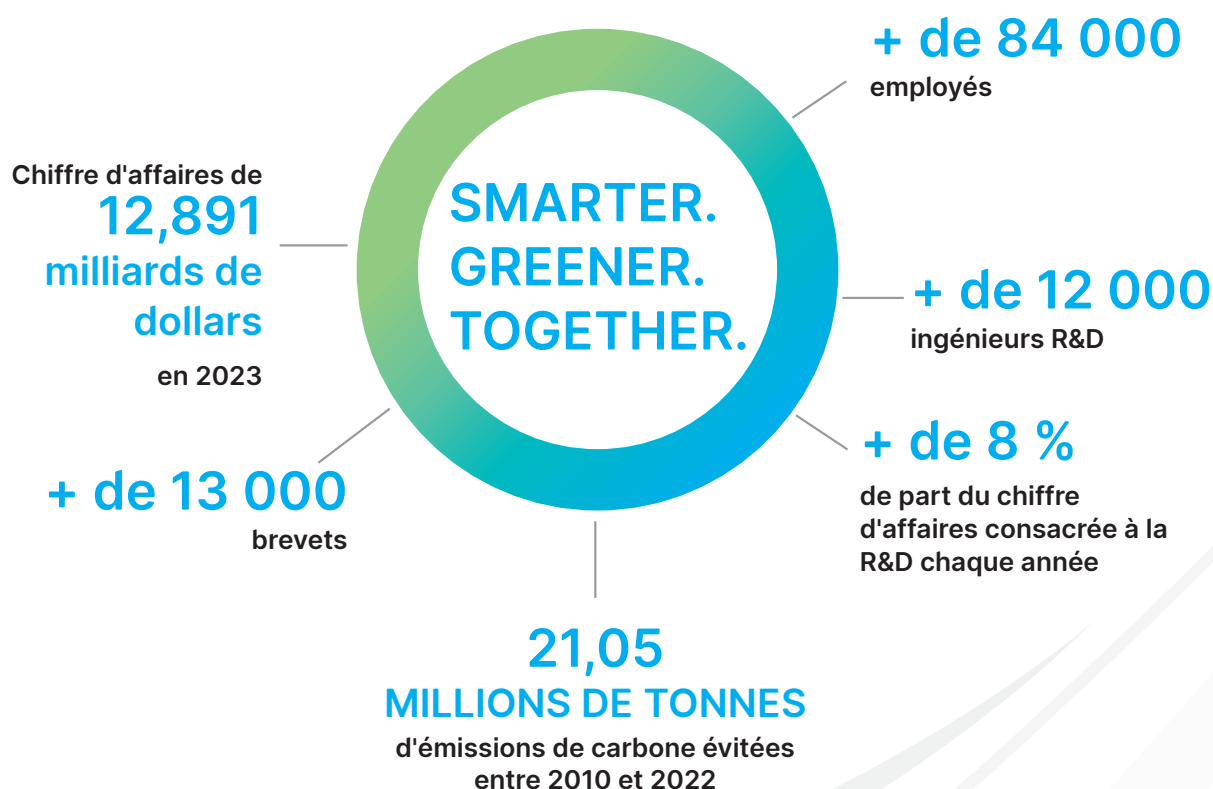 + de 84 000
employés
Chiffre d'affaires de
12,891
milliards de
dollars
en 2023
SMARTER.
GREENER.
TOGETHER.
+ de 12 000
ingénieurs R&D
+ de 8 %
de part du chiffre
d'affaires consacrée à la
R&D chaque année
+ de 13 000
brevets
21,05
MILLIONS DE TONNES
d'émissions de carbone évitées
entre 2010 et 2022